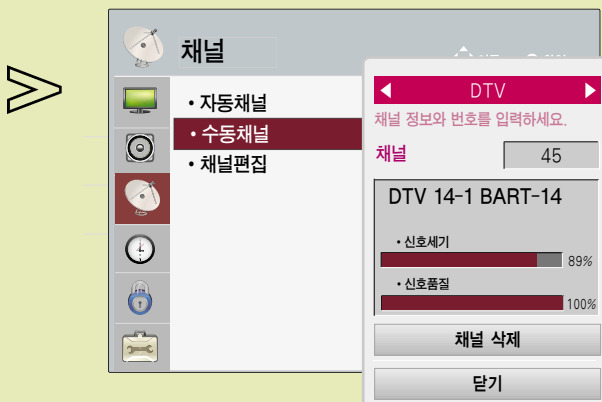 채널
• 자동채널
• 수동채널
• 채널편집
DTV
채널 정보와 번호를 입력하세요.
채널 45
DTV 14-1 BART-14
• 신호세기
89%
• 신호품질
100%
채널 삭제
닫기